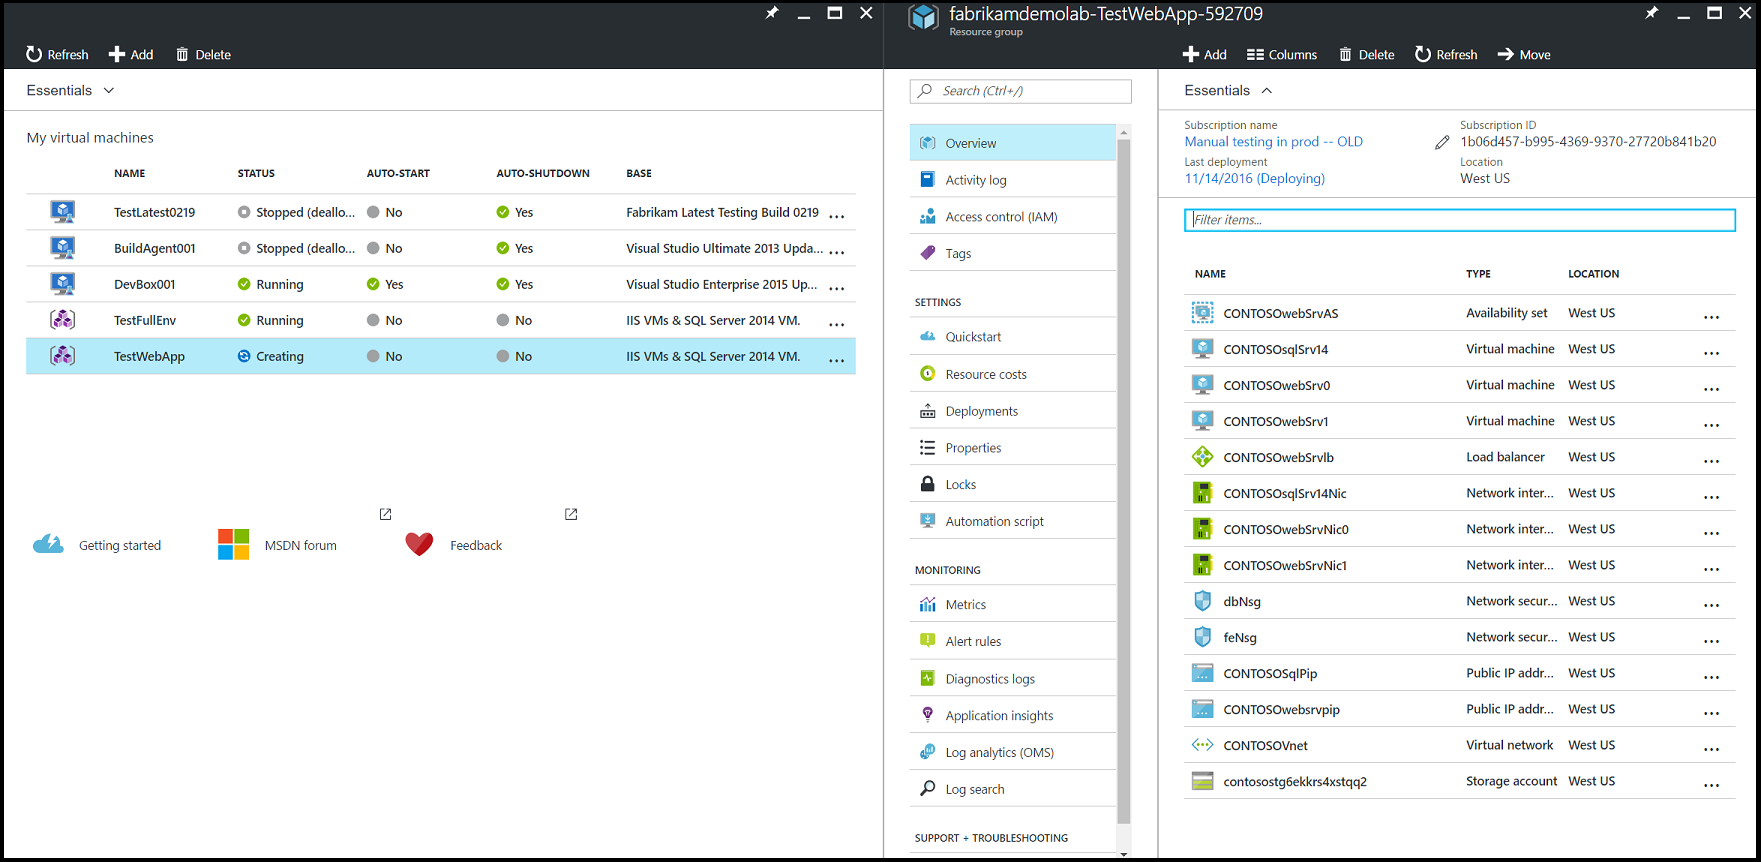 Refresh Add Delete
Essentials
My virtual machines
NAME STATUS AUTO-START AUTO-SHUTDOWN BASE
TestLatest0219 Stopped (deallo... No Yes Fabrikam Latest Testing Build 0219 ...
BuildAgent001 Stopped (deallo... No Yes Visual Studio Ultimate 2013 Upda... ...
DevBox001 Running Yes Yes Visual Studio Enterprise 2015 Up... ...
TestFullEnv Running No No IIS VMs & SQL Server 2014 VM. ...
TestWebApp Creating No No IIS VMs & SQL Server 2014 VM. ...
Getting started MSDN forum Feedback
fabrikamdemolab-TestWebApp-592709
Resource group
Add Columns Delete Refresh Move
Search (Ctrl+/)
Overview
Activity log
Access control (IAM)
Tags
SETTINGS
Quickstart
Resource costs
Deployments
Properties
Locks
Automation script
MONITORING
Metrics
Alert rules
Diagnostics logs
Application insights
Log analytics (OMS)
Log search
SUPPORT + TROUBLESHOOTING
Essentials
Subscription name Subscription ID
Manual testing in prod -- OLD 1b06d457-b995-4369-9370-27720b841b20
Last deployment Location
11/14/2016 (Deploying) West US
Filter items...
NAME TYPE LOCATION
CONTOSOwebSrvAS Availability set West US ...
CONTOSOsqlSrv14 Virtual machine West US ...
CONTOSOwebSrv0 Virtual machine West US ...
CONTOSOwebSrv1 Virtual machine West US ...
CONTOSOwebSrvlb Load balancer West US ...
CONTOSOsqlSrv14Nic Network inter... West US ...
CONTOSOwebSrvNic0 Network inter... West US ...
CONTOSOwebSrvNic1 Network inter... West US ...
dbNsg Network secur... West US ...
feNsg Network secur... West US ...
CONTOSOSqlPip Public IP addr... West US ...
CONTOSOwebsrvpip Public IP addr... West US ...
CONTOSOVnet Virtual network West US ...
contosostg6ekkrs4xstqq2 Storage account West US ...